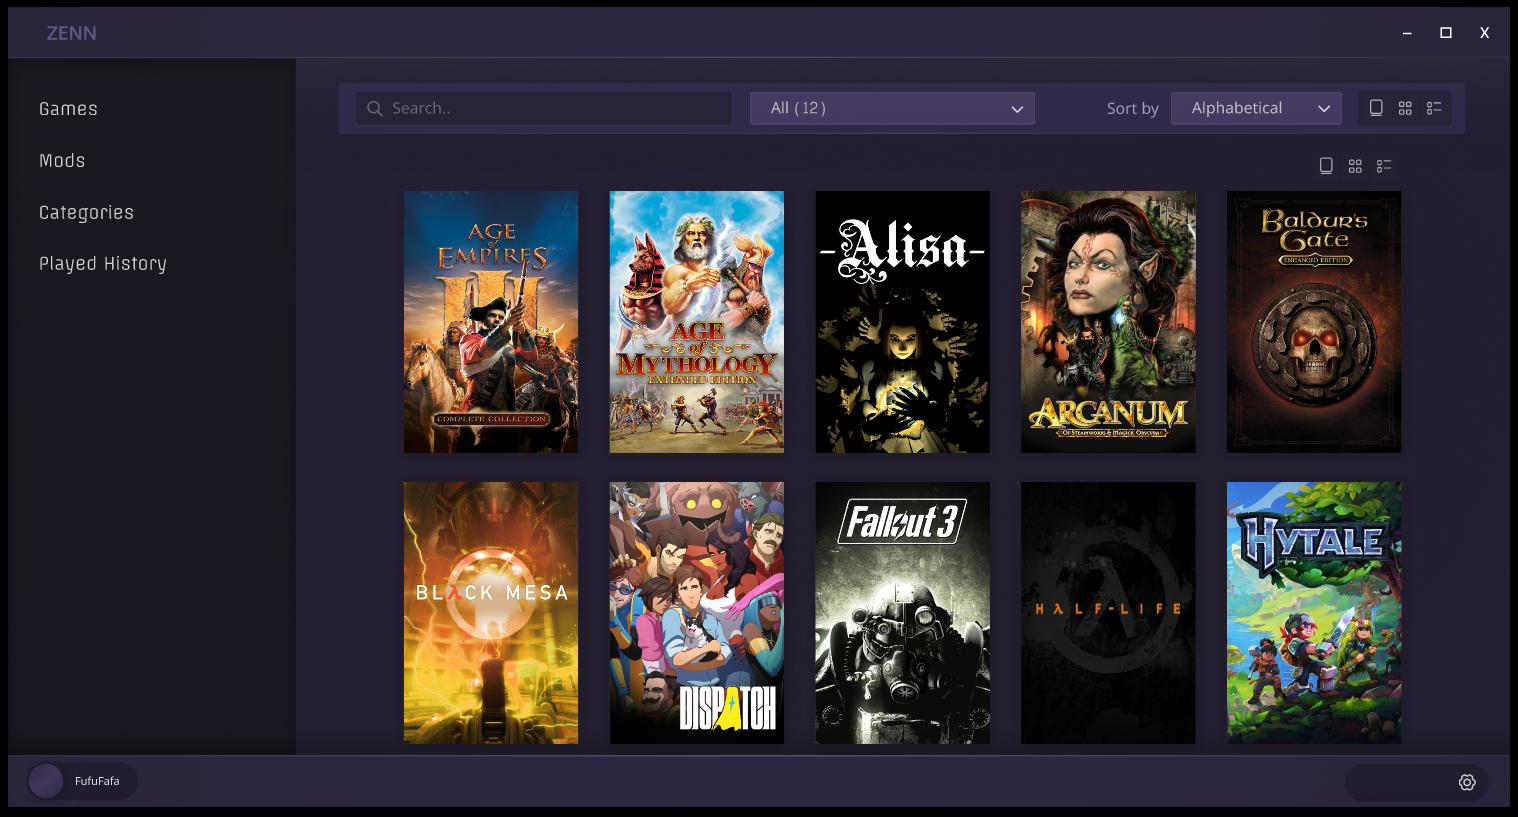 ZENN
X
Games
Mods
Categories
Played History
Search..
All (12)
Sort by
Alphabetical
AGE
of
EMPIRES
III
COMPLETE COLLECTION
AGE
of
MYTHOLOGY
EXTENDED EDITION
-Alisa-
ARCANUM
OF STEAMWORKS & MAGICK OBSCURA
BALDUR'S
GATE
ENHANCED EDITION
BLACK MESA
DISPATCH
Fallout 3
HλLF-LIFE
HYTALE
FufuFafa